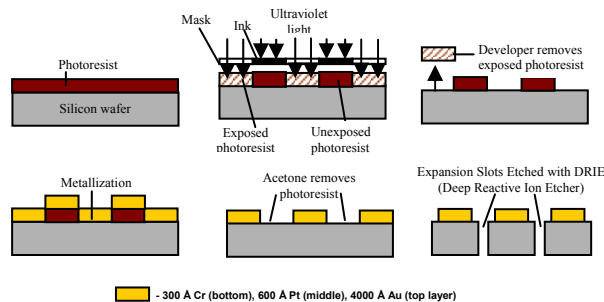 Photoresist
Silicon wafer
Mask
Ink
Ultraviolet
light
Exposed
photoresist
Unexposed
photoresist
Developer removes
exposed photoresist
Metallization
Acetone removes
photoresist
Expansion Slots Etched with DRIE
(Deep Reactive Ion Etcher)
- 300 Å Cr (bottom), 600 Å Pt (middle), 4000 Å Au (top layer)